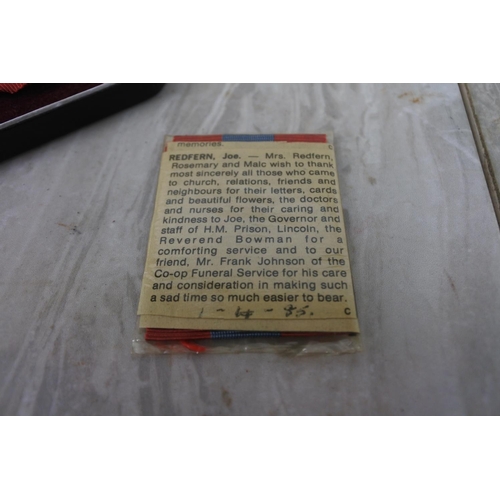 memories. C
REDFERN, Joe. — Mrs. Redfern,
Rosemary and Malc wish to thank
most sincerely all those who came
to church, relations, friends and
neighbours for their letters, cards
and beautiful flowers, the doctors
and nurses for their caring and
kindness to Joe, the Governor and
staff of H.M. Prison, Lincoln, the
Reverend Bowman for a
comforting service and to our
friend, Mr. Frank Johnson of the
Co-op Funeral Service for his care
and consideration in making such
a sad time so much easier to bear.
C